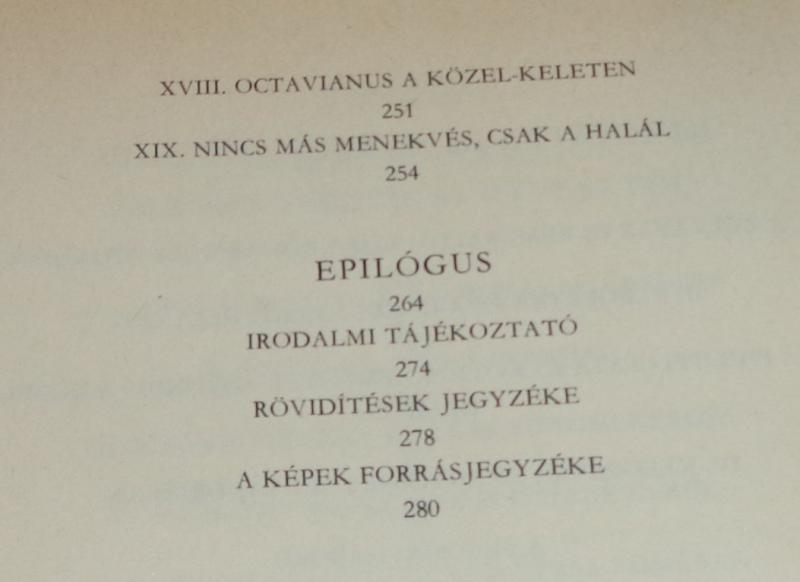 XVIII. OCTAVIANUS A KÖZEL-KELETEN
251
XIX. NINCS MÁS MENEKVÉS, CSAK A HALÁL
254
EPILÓGUS
264
IRODALMI TÁJÉKOZTATÓ
274
RÖVIDÍTÉSEK JEGYZÉKE
278
A KÉPEK FORRÁSJEGYZÉKE
280